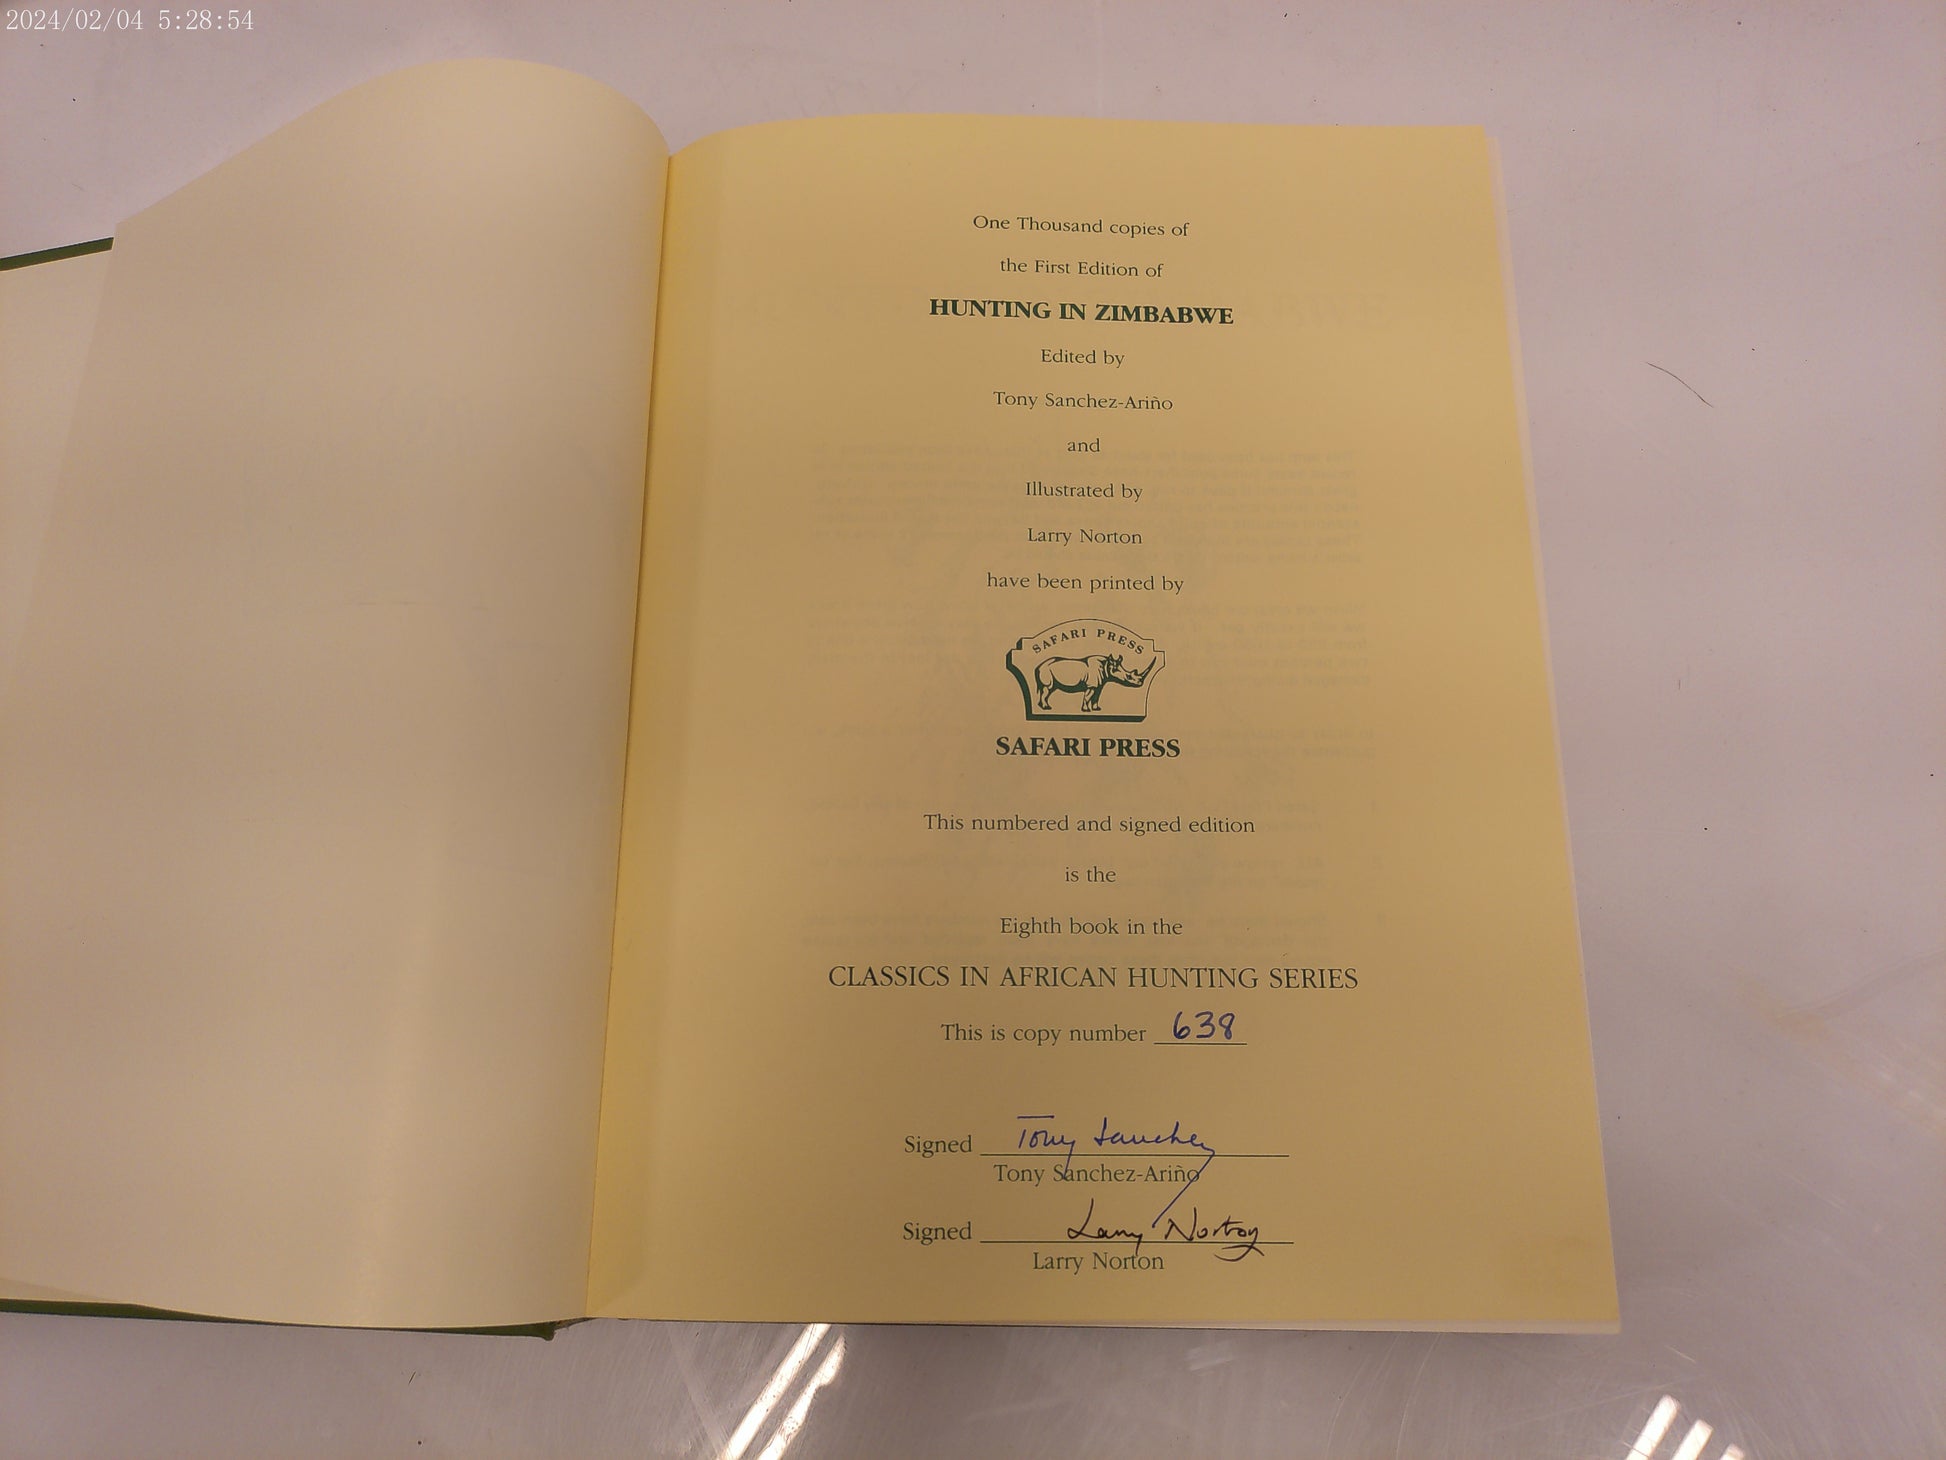 2024/02/04 5:28:54
One Thousand copies of
the First Edition of
HUNTING IN ZIMBABWE
Edited by
Tony Sanchez-Ariño
and
Illustrated by
Larry Norton
have been printed by
SAFARI PRESS
SAFARI PRESS
This numbered and signed edition
is the
Eighth book in the
CLASSICS IN AFRICAN HUNTING SERIES
This is copy number 638
Signed Tony Sanchez
Tony Sanchez-Ariño
Signed Larry Norton
Larry Norton